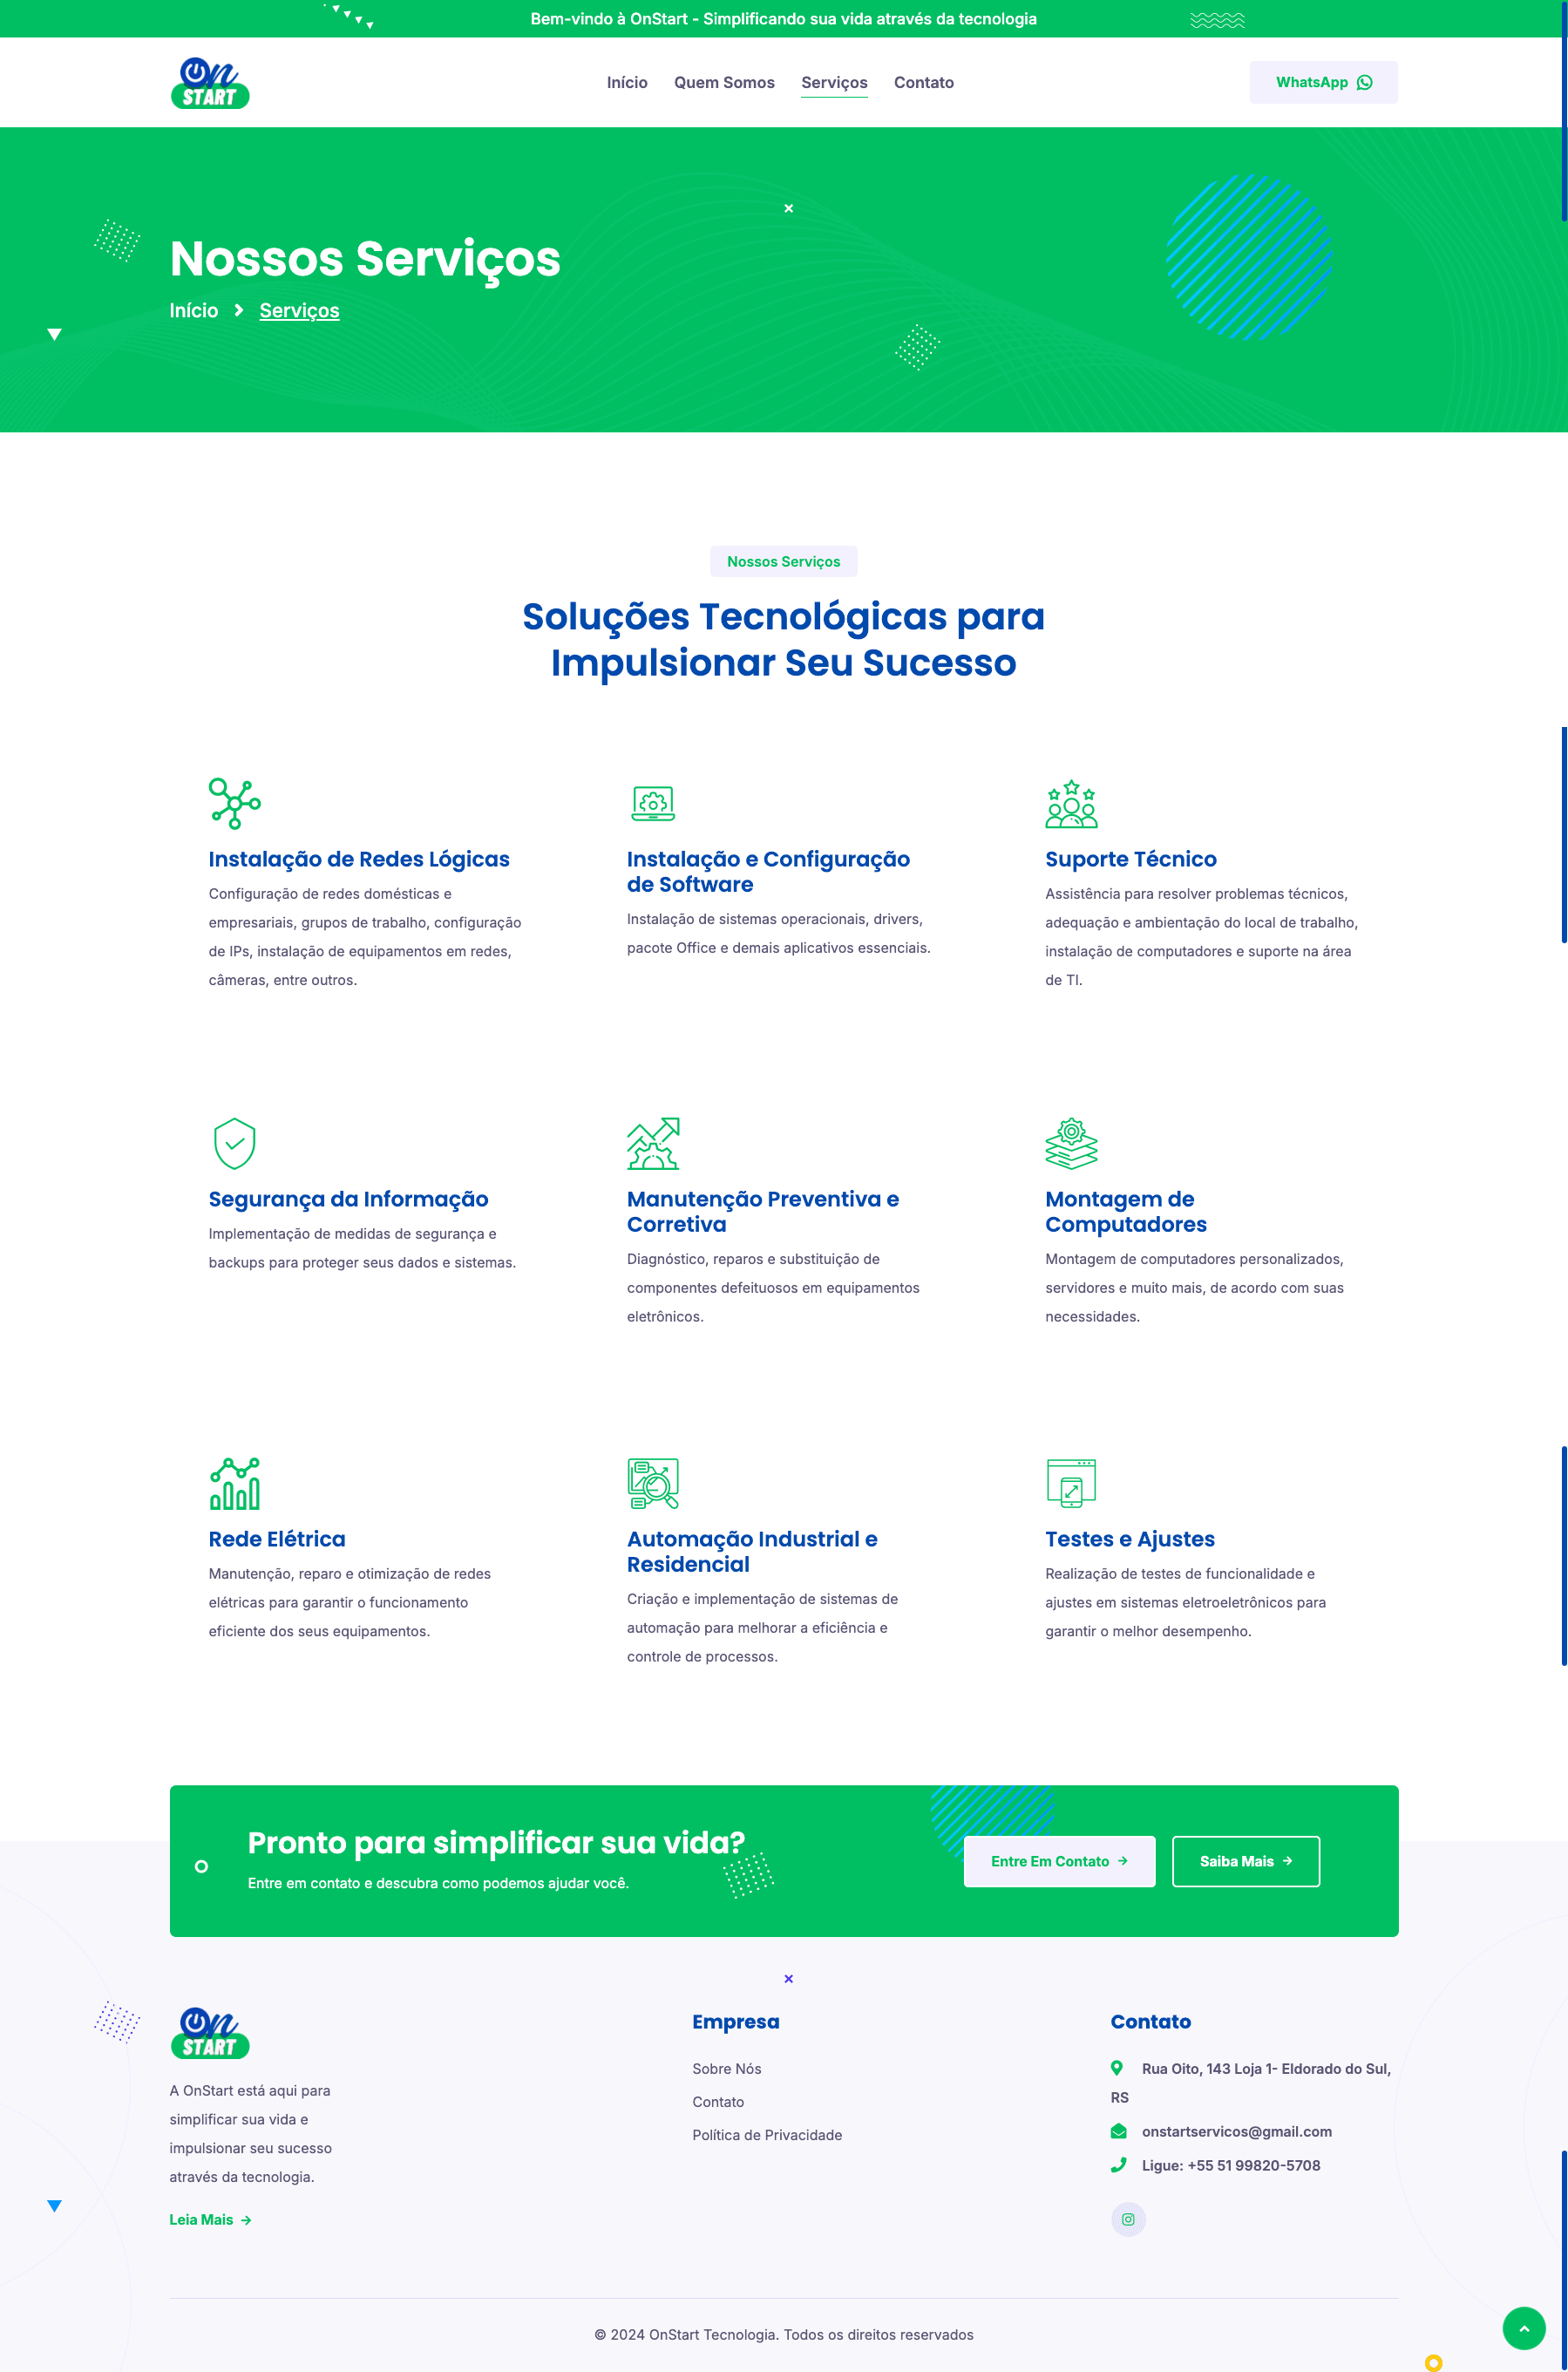 Bem-vindo à OnStart - Simplificando sua vida através da tecnologia
On
START
Início
Quem Somos
Serviços
Contato
WhatsApp
Nossos Serviços
Início
Serviços
Nossos Serviços
Soluções Tecnológicas para
Impulsionar Seu Sucesso
Instalação de Redes Lógicas
Configuração de redes domésticas e
empresariais, grupos de trabalho, configuração
de IPs, instalação de equipamentos em redes,
câmeras, entre outros.
Instalação e Configuração
de Software
Instalação de sistemas operacionais, drivers,
pacote Office e demais aplicativos essenciais.
Suporte Técnico
Assistência para resolver problemas técnicos,
adequação e ambientação do local de trabalho,
instalação de computadores e suporte na área
de TI.
Segurança da Informação
Implementação de medidas de segurança e
backups para proteger seus dados e sistemas.
Manutenção Preventiva e
Corretiva
Diagnóstico, reparos e substituição de
componentes defeituosos em equipamentos
eletrônicos.
Montagem de
Computadores
Montagem de computadores personalizados,
servidores e muito mais, de acordo com suas
necessidades.
Rede Elétrica
Manutenção, reparo e otimização de redes
elétricas para garantir o funcionamento
eficiente dos seus equipamentos.
Automação Industrial e
Residencial
Criação e implementação de sistemas de
automação para melhorar a eficiência e
controle de processos.
Testes e Ajustes
Realização de testes de funcionalidade e
ajustes em sistemas eletroeletrônicos para
garantir o melhor desempenho.
Pronto para simplificar sua vida?
Entre em contato e descubra como podemos ajudar você.
Entre Em Contato
Saiba Mais
On
START
A OnStart está aqui para
simplificar sua vida e
impulsionar seu sucesso
através da tecnologia.
Leia Mais
Empresa
Sobre Nós
Contato
Política de Privacidade
Contato
Rua Oito, 143 Loja 1- Eldorado do Sul,
RS
onstartservicos@gmail.com
Ligue: +55 51 99820-5708
© 2024 OnStart Tecnologia. Todos os direitos reservados